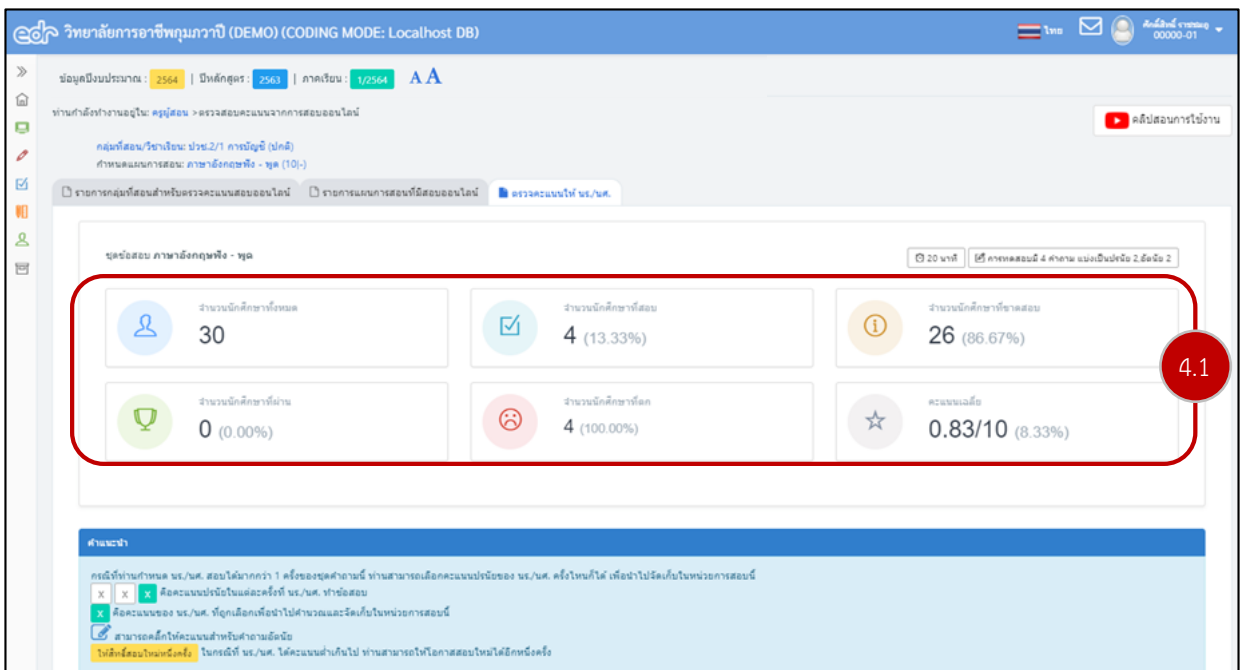 edr วิทยาลัยการอาชีพกุมภวาปี (DEMO) (CODING MODE: Localhost DB)
ไทย
00000-01
ข้อมูลปีงบประมาณ : 2564 | ปีหลักสูตร : 2563 | ภาคเรียน : 1/2564 A A
ท่านกำลังทำงานอยู่ใน: ครูผู้สอน >ตรวจสอบคะแนนจากการสอบออนไลน์
คลิปสอนการใช้งาน
กลุ่มที่สอน/วิชาเรียน: ปวช.2/1 การบัญชี (ปกติ)
กำหนดแผนการสอน: ภาษาอังกฤษฟัง - พูด (10|-)
รายการกลุ่มที่สอนสำหรับตรวจคะแนนสอบออนไลน์
รายการแผนการสอนที่มีสอบออนไลน์
ตรวจคะแนนให้ นร./นศ.
ชุดข้อสอบ ภาษาอังกฤษฟัง - พูด
20 นาที
การทดสอบมี 4 คำถาม แบ่งเป็นปรนัย 2,อัตนัย 2
จำนวนนักศึกษาทั้งหมด
30
จำนวนนักศึกษาที่สอบ
4 (13.33%)
จำนวนนักศึกษาที่ขาดสอบ
26 (86.67%)
4.1
จำนวนนักศึกษาที่ผ่าน
0 (0.00%)
จำนวนนักศึกษาที่ตก
4 (100.00%)
คะแนนเฉลี่ย
0.83/10 (8.33%)
คำแนะนำ
กรณีที่ท่านกำหนด นร./นศ. สอบได้มากกว่า 1 ครั้งของชุดคำถามนี้ ท่านสามารถเลือกคะแนนปรนัยของ นร./นศ. ครั้งไหนก็ได้ เพื่อนำไปจัดเก็บในหน่วยการสอนนี้
x x x คือคะแนนปรนัยในแต่ละครั้งที่ นร./นศ. ทำข้อสอบ
x คือคะแนนของ นร./นศ. ที่ถูกเลือกเพื่อนำไปคำนวณและจัดเก็บในหน่วยการสอนนี้
สามารถคลิ๊กให้คะแนนสำหรับคำถามอัตนัย
ให้สิทธิ์สอบใหม่หนึ่งครั้ง ในกรณีที่ นร./นศ. ได้คะแนนต่ำเกินไป ท่านสามารถให้โอกาสสอบใหม่ได้อีกหนึ่งครั้ง